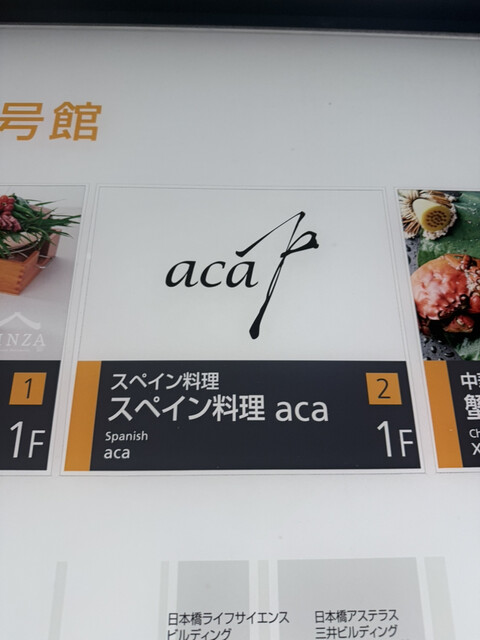 号館
acá
スペイン料理
スペイン料理 aca
Spanish
aca
2
1F
1
1F
INZA
中
蟹
Ch
X
日本橋ライフサイエンス
ビルディング
日本橋アステラス
三井ビルディング